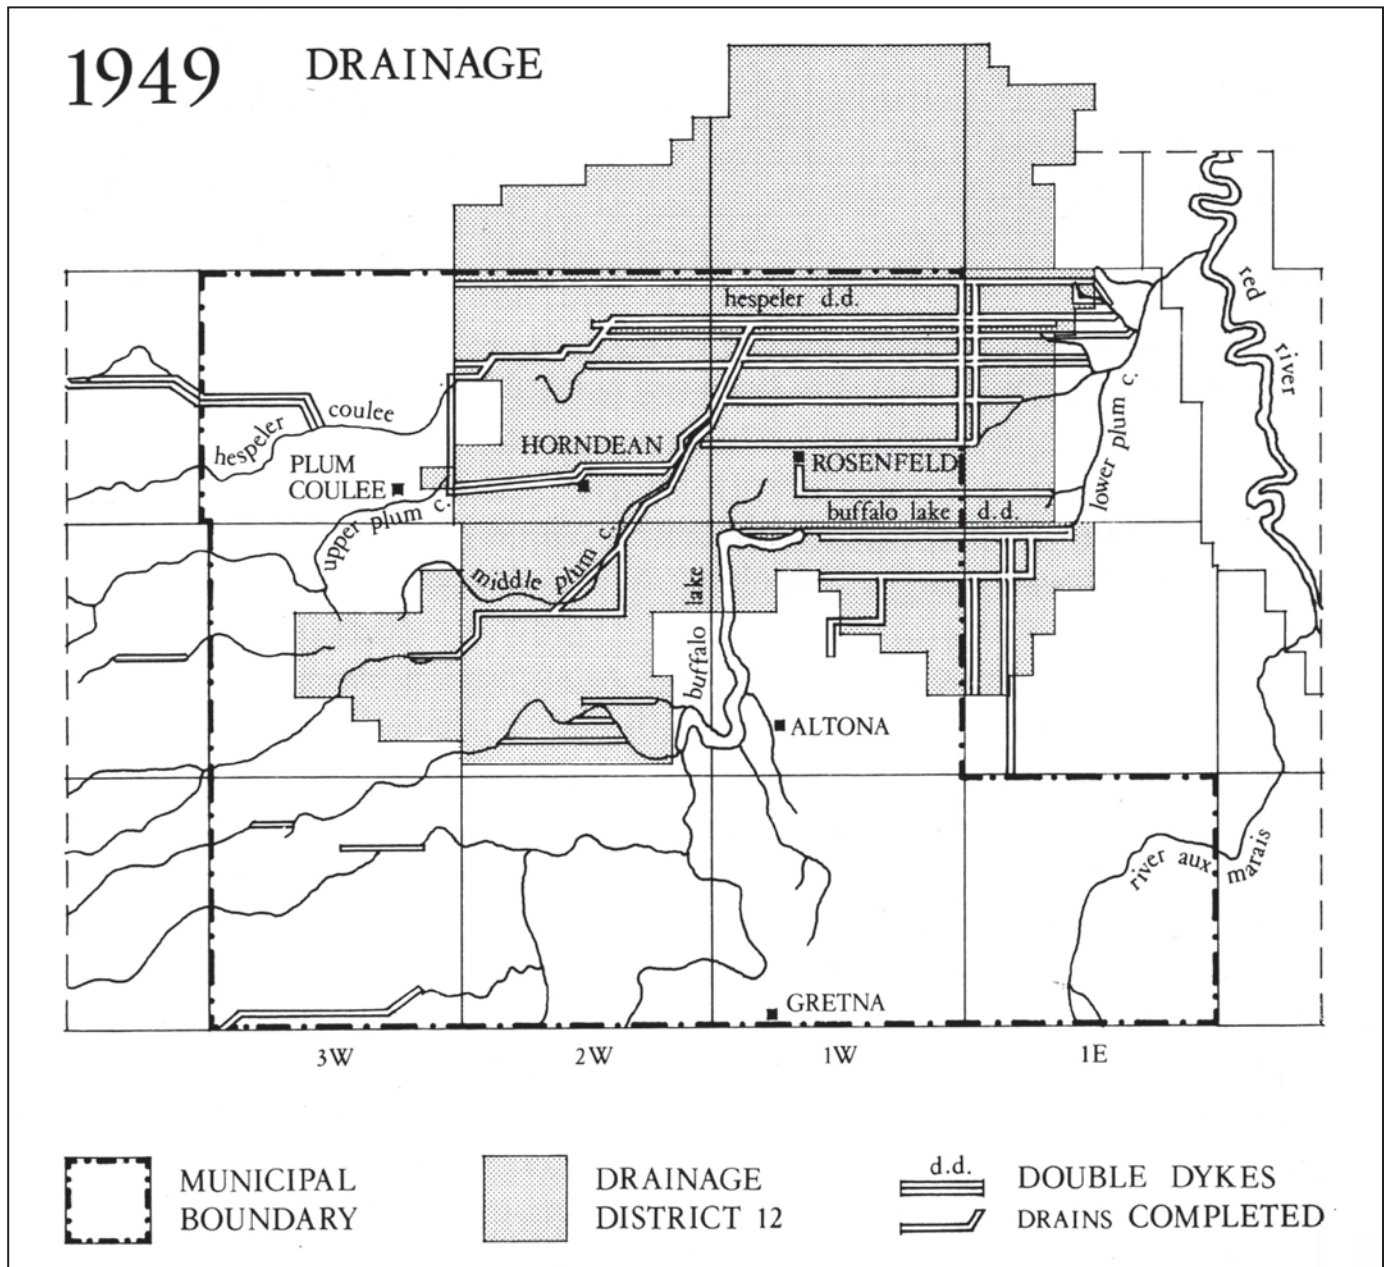 1949 DRAINAGE
hespeler d.d.
red
river
coulee
hespeler
HORNDEAN
lower plum c.
PLUM
COULEE
ROSENFELD
upper plum c.
buffalo lake d.d.
middle plum c.
buffalo lake
ALTONA
river aux marais
GRETNA
3W 2W 1W 1E
MUNICIPAL
BOUNDARY
DRAINAGE
DISTRICT 12
d.d.
DOUBLE DYKES
DRAINS COMPLETED